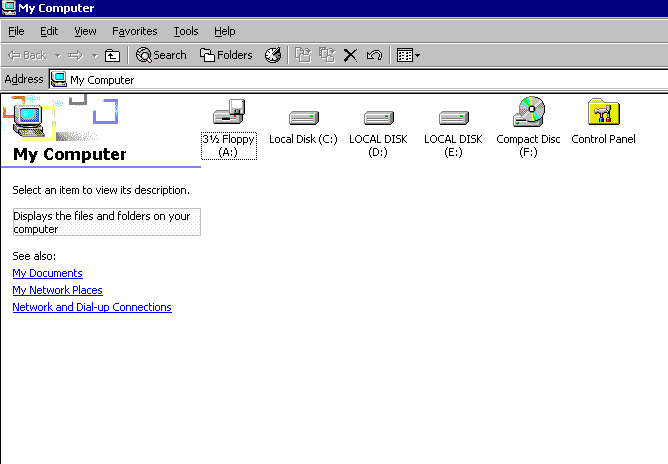 My Computer
File Edit View Favorites Tools Help
Back Search Folders
Address My Computer
3½ Floppy (A:)
Local Disk (C:)
LOCAL DISK (D:)
LOCAL DISK (E:)
Compact Disc (F:)
Control Panel
My Computer
Select an item to view its description.
Displays the files and folders on your
computer
See also:
My Documents
My Network Places
Network and Dial-up Connections